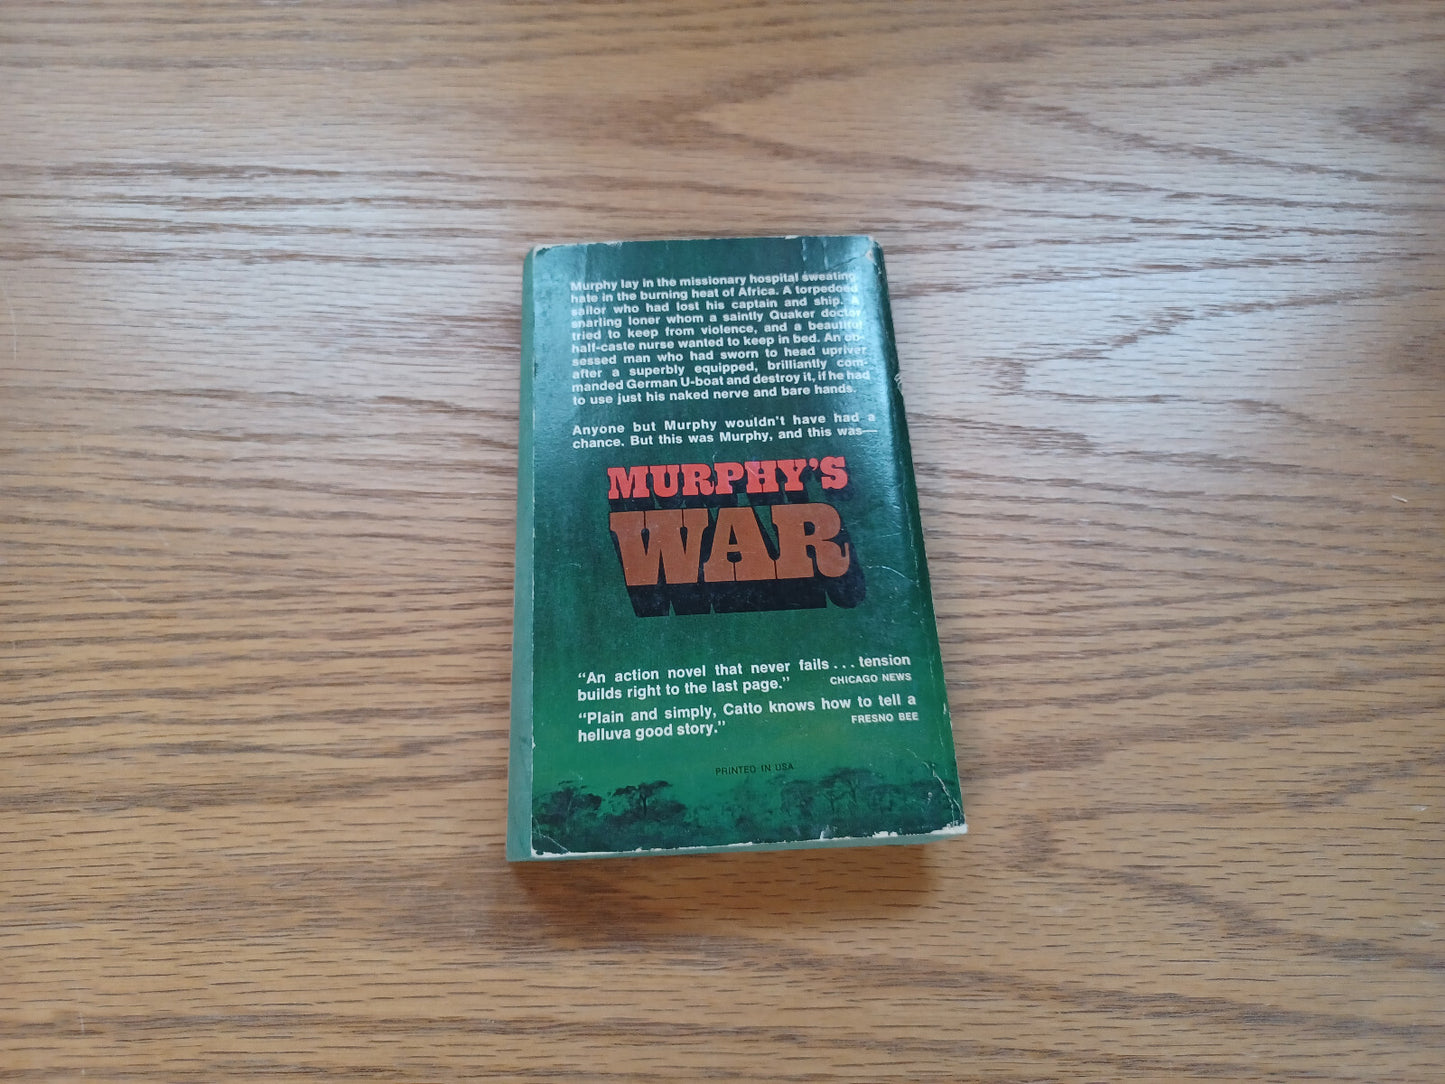 Murphy lay in the missionary hospital sweating
hate in the burning heat of Africa. A torpedoed
sailor who had lost his captain and ship. A
snarling loner whom a saintly Quaker doctor
tried to keep from violence, and a beautiful
half-caste nurse wanted to keep in bed. An ob-
sessed man who had sworn to head upriver
after a superbly equipped, brilliantly com-
manded German U-boat and destroy it, if he had
to use just his naked nerve and bare hands.
Anyone but Murphy wouldn't have had a
chance. But this was Murphy, and this was—
MURPHY'S
WAR
“An action novel that never fails . . . tension
builds right to the last page.” CHICAGO NEWS
“Plain and simply, Catto knows how to tell a
helluva good story.” FRESNO BEE
PRINTED IN USA